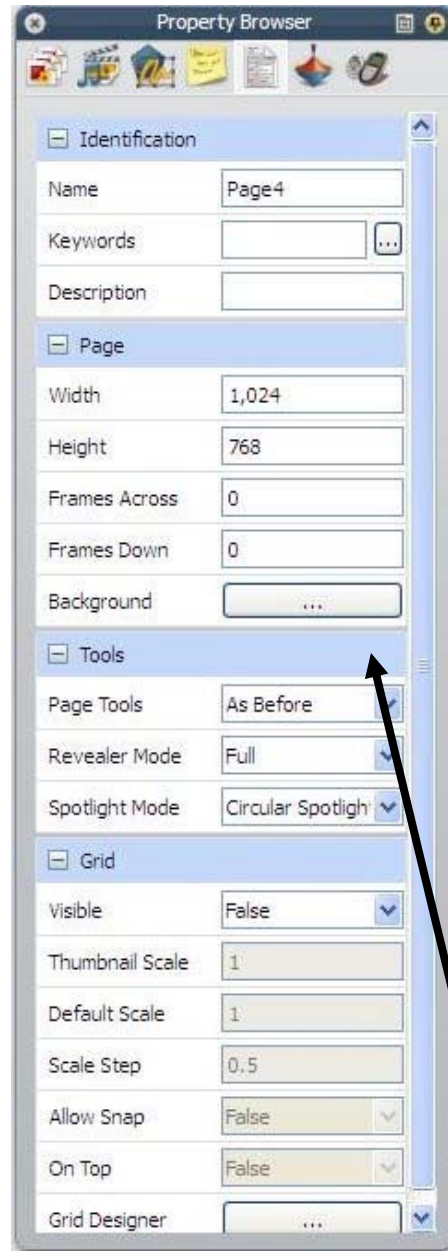 Property Browser
Identification
Name Page4
Keywords ...
Description
Page
Width 1,024
Height 768
Frames Across 0
Frames Down 0
Background ...
Tools
Page Tools As Before
Revealer Mode Full
Spotlight Mode Circular Spotligh
Grid
Visible False
Thumbnail Scale 1
Default Scale 1
Scale Step 0.5
Allow Snap False
On Top False
Grid Designer ...